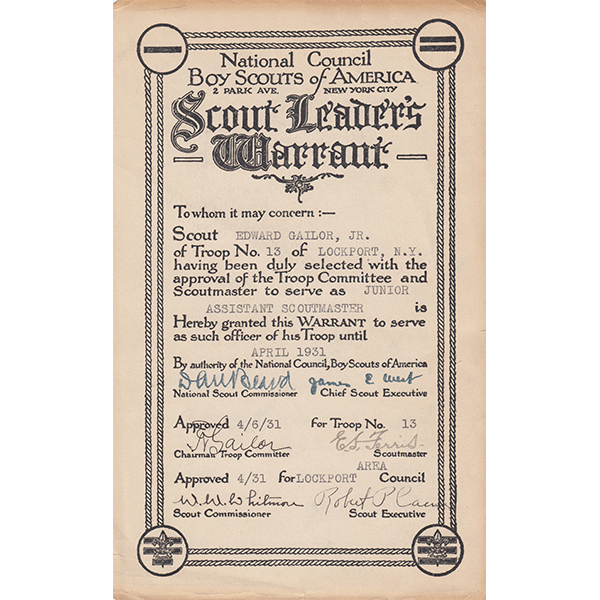 National Council
BOY SCOUTS of AMERICA
2 PARK AVE. NEW YORK CITY
Scout Leader's
Warrant
To whom it may concern :—
Scout EDWARD GAILOR, JR.
of Troop No. 13 of LOCKPORT, N.Y.
having been duly selected with the
approval of the Troop Committee and
Scoutmaster to serve as JUNIOR
ASSISTANT SCOUTMASTER is
Hereby granted this WARRANT to serve
as such officer of his Troop until
APRIL 1931
By authority of the National Council, Boy Scouts of America
Dan Beard James E West
National Scout Commissioner Chief Scout Executive
Approved 4/6/31 for Troop No. 13
Gailor E.S. Ferris
Chairman Troop Committee Scoutmaster
AREA
Approved 4/31 for LOCKPORT Council
W. W. Whitmore Robert P.
Scout Commissioner Scout Executive